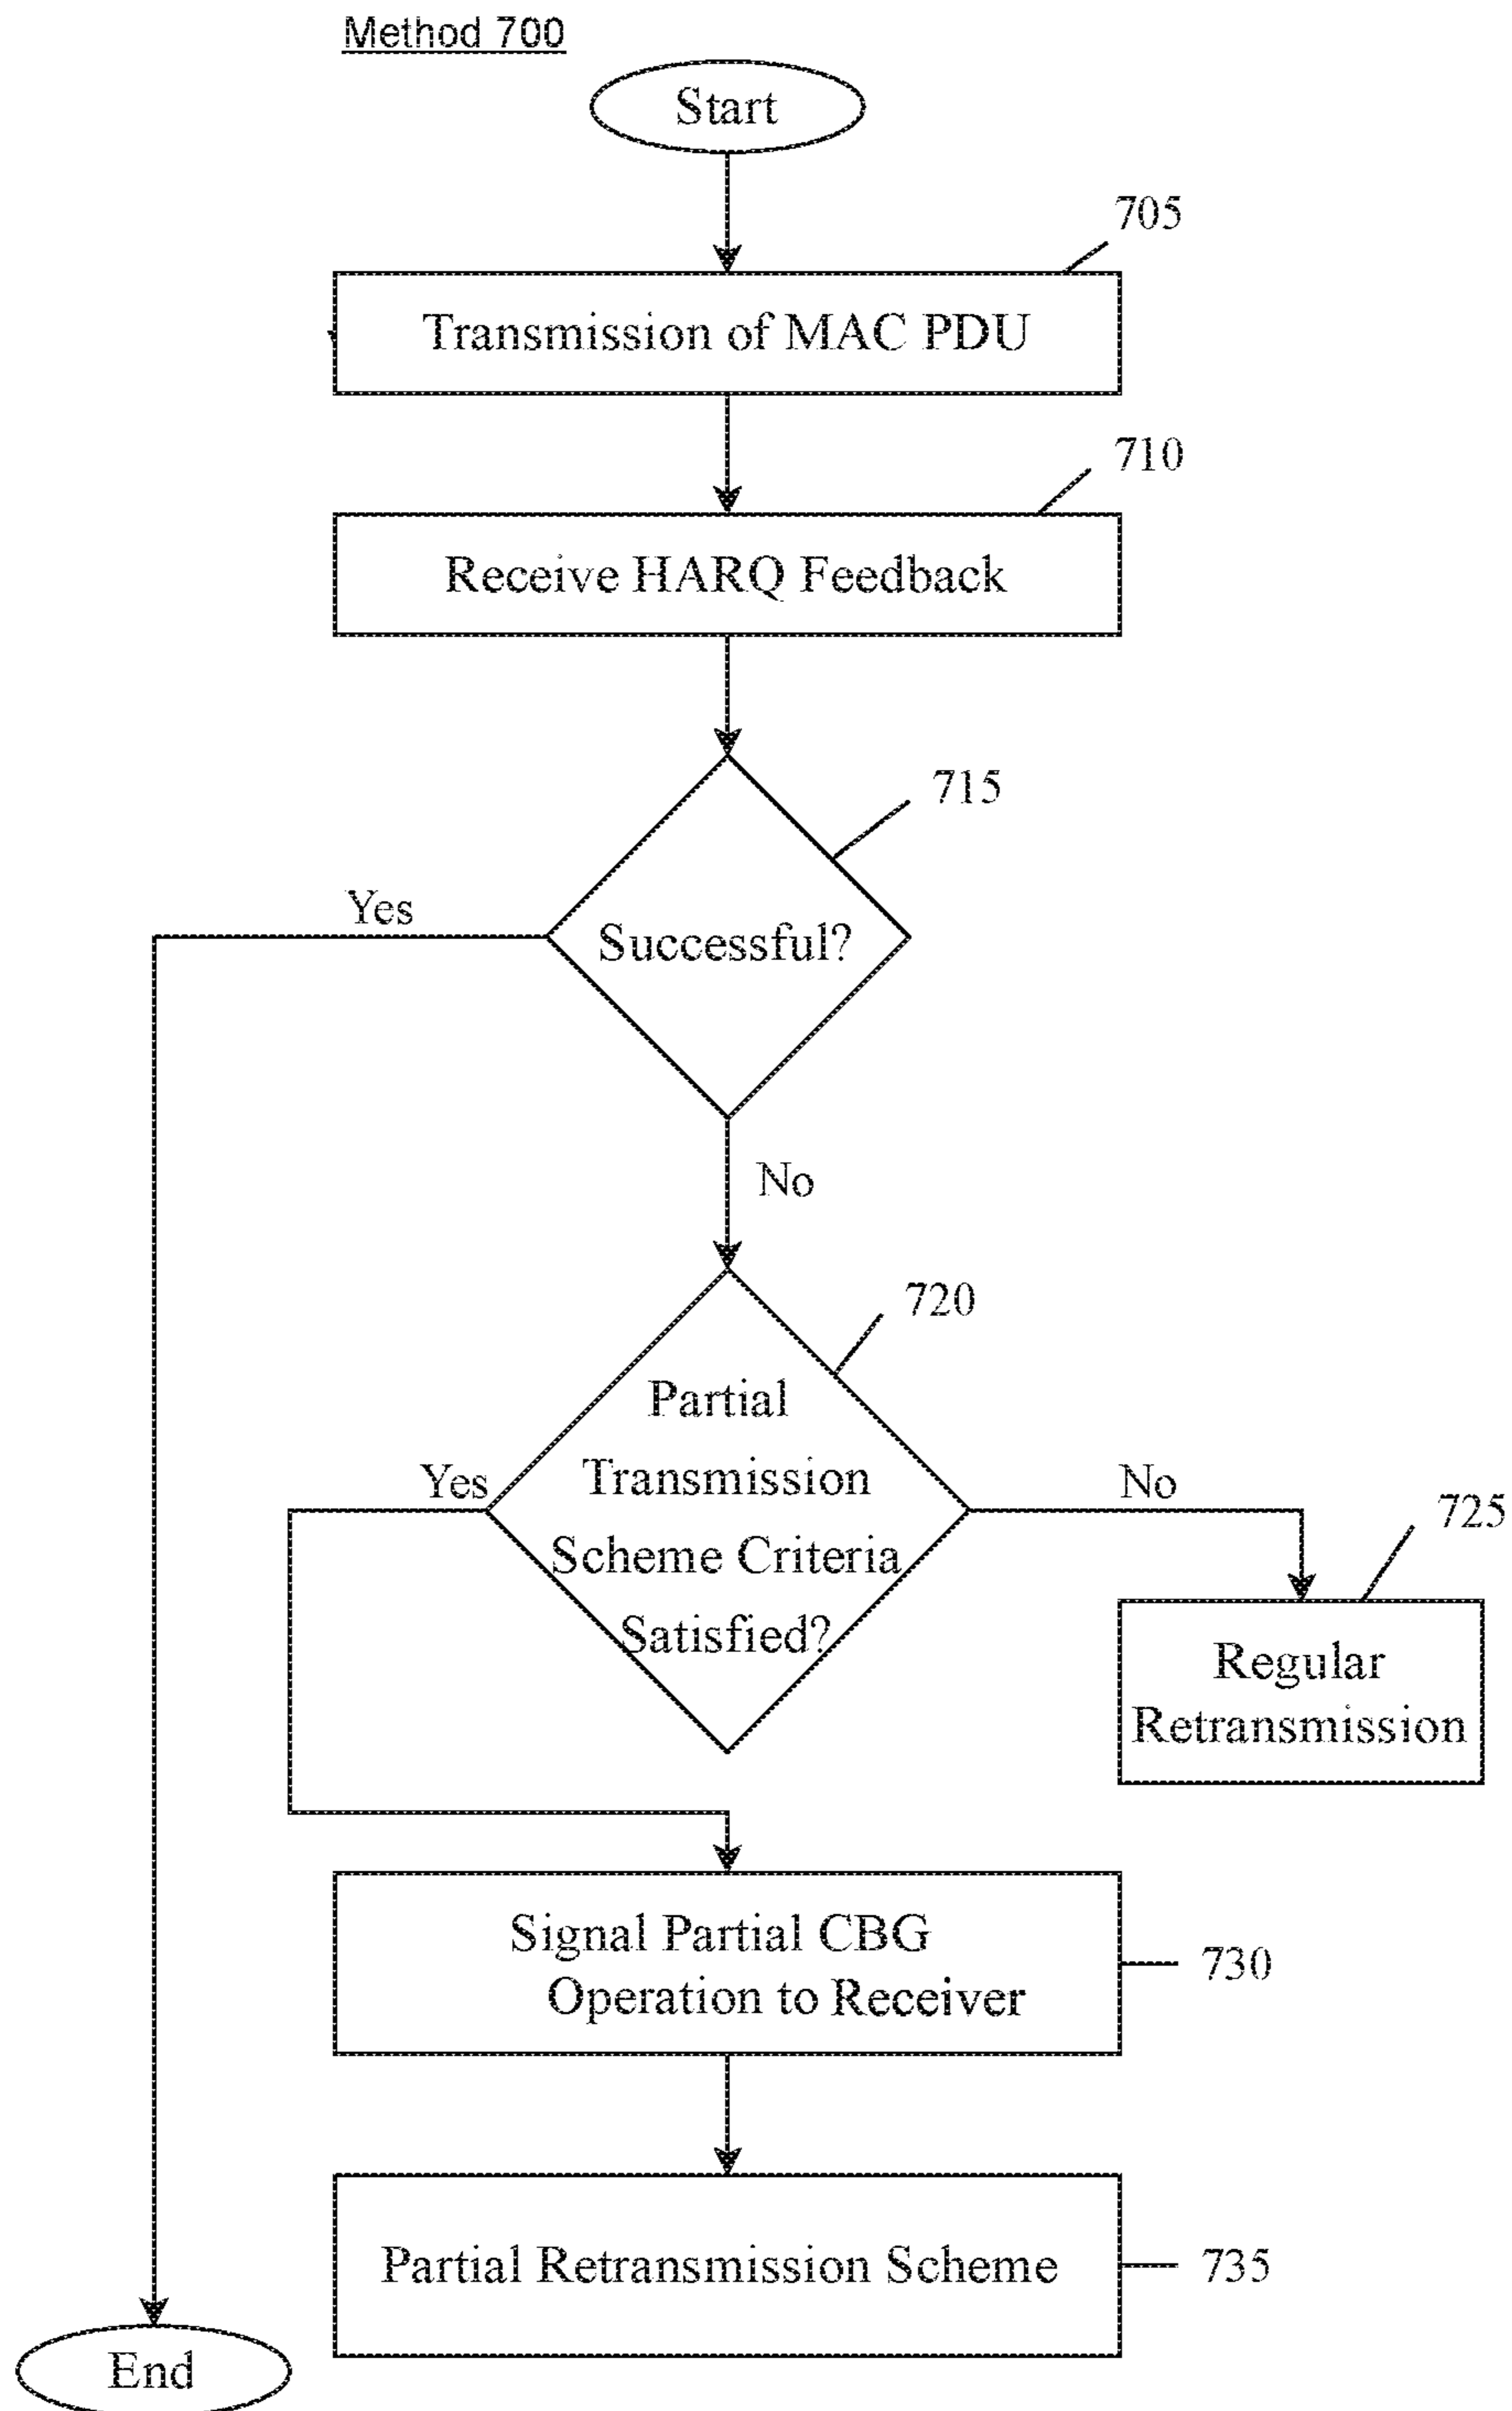 Method 700
Start
705
Transmission of MAC PDU
710
Receive HARQ Feedback
715
Yes
Successful?
No
720
Partial
Transmission
Scheme Criteria
Satisfied?
Yes
No
725
Regular
Retransmission
Signal Partial CBG
Operation to Receiver
730
Partial Retransmission Scheme
735
End